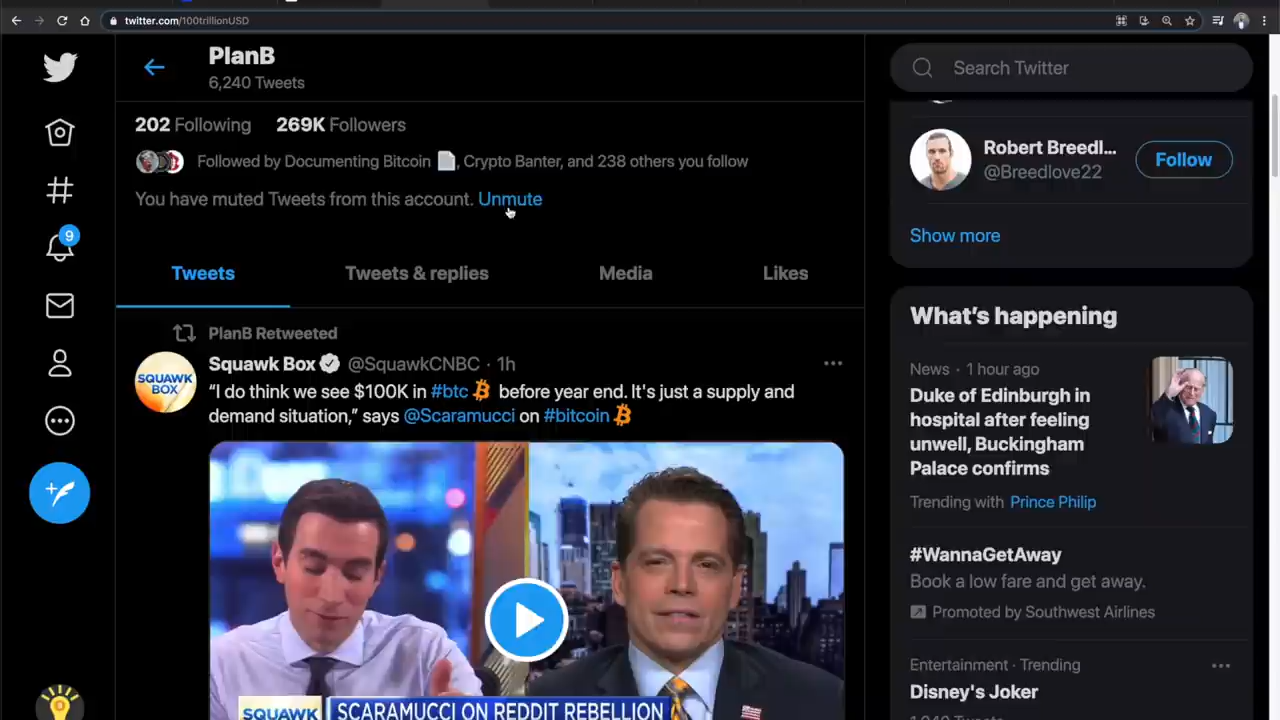 twitter.com/100trillionUSD
PlanB
6,240 Tweets
202 Following 269K Followers
Followed by Documenting Bitcoin 📄, Crypto Banter, and 238 others you follow
You have muted Tweets from this account. Unmute
Tweets Tweets & replies Media Likes
PlanB Retweeted
Squawk Box @SquawkCNBC · 1h
“I do think we see $100K in #btc before year end. It's just a supply and
demand situation,” says @Scaramucci on #bitcoin
SQUAWK
BOX
SQUAWK
SCARAMUCCI ON REDDIT REBELLION
9
Search Twitter
Robert Breedl...
@Breedlove22
Follow
Show more
What’s happening
News · 1 hour ago
Duke of Edinburgh in
hospital after feeling
unwell, Buckingham
Palace confirms
Trending with Prince Philip
#WannaGetAway
Book a low fare and get away.
Promoted by Southwest Airlines
Entertainment · Trending
Disney's Joker